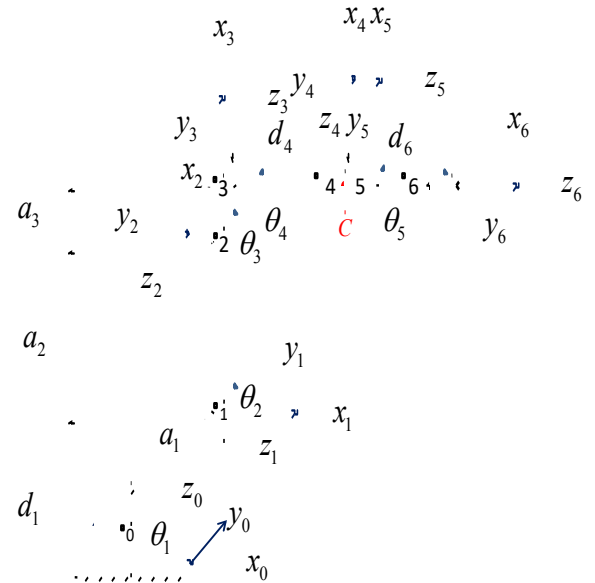 x₃ x₄ x₅
z₃ y₄ z₅
y₃ d₄ z₄ y₅ d₆ x₆
x₂ 3 4 5 6 z₆
a₃ y₂ 2 θ₃ θ₄ C θ₅ y₆
z₂
a₂ y₁
1 θ₂ x₁
a₁ z₁
d₁ z₀ y₀
0 θ₁ x₀